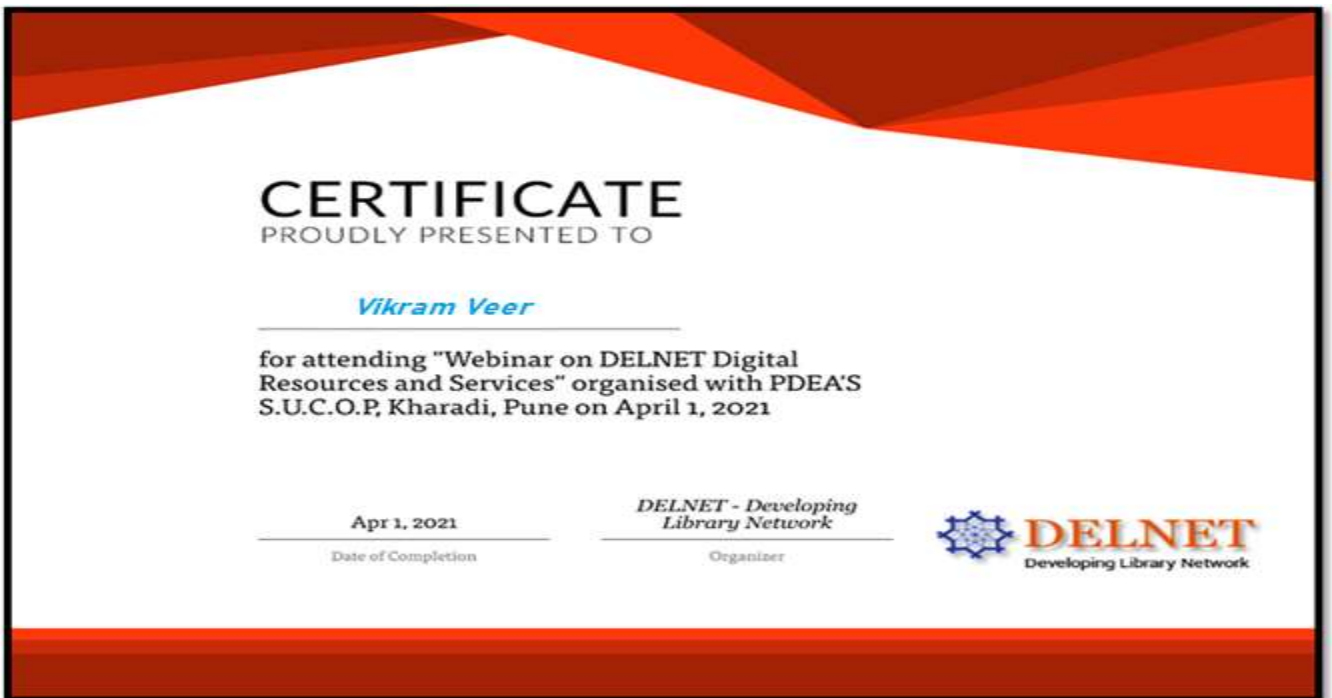 CERTIFICATE
PROUDLY PRESENTED TO
Vikram Veer
for attending "Webinar on DELNET Digital
Resources and Services" organised with PDEA'S
S.U.C.O.P, Kharadi, Pune on April 1, 2021
Apr 1, 2021
Date of Completion
DELNET - Developing
Library Network
Organizer
DELNET
Developing Library Network